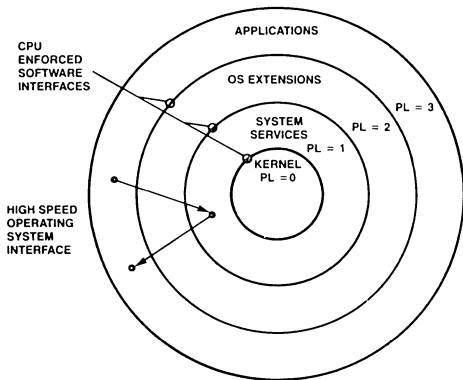 APPLICATIONS
CPU
ENFORCED
SOFTWARE
INTERFACES
OS EXTENSIONS
PL = 3
SYSTEM
SERVICES
PL = 2
PL = 1
KERNEL
PL = 0
HIGH SPEED
OPERATING
SYSTEM
INTERFACE